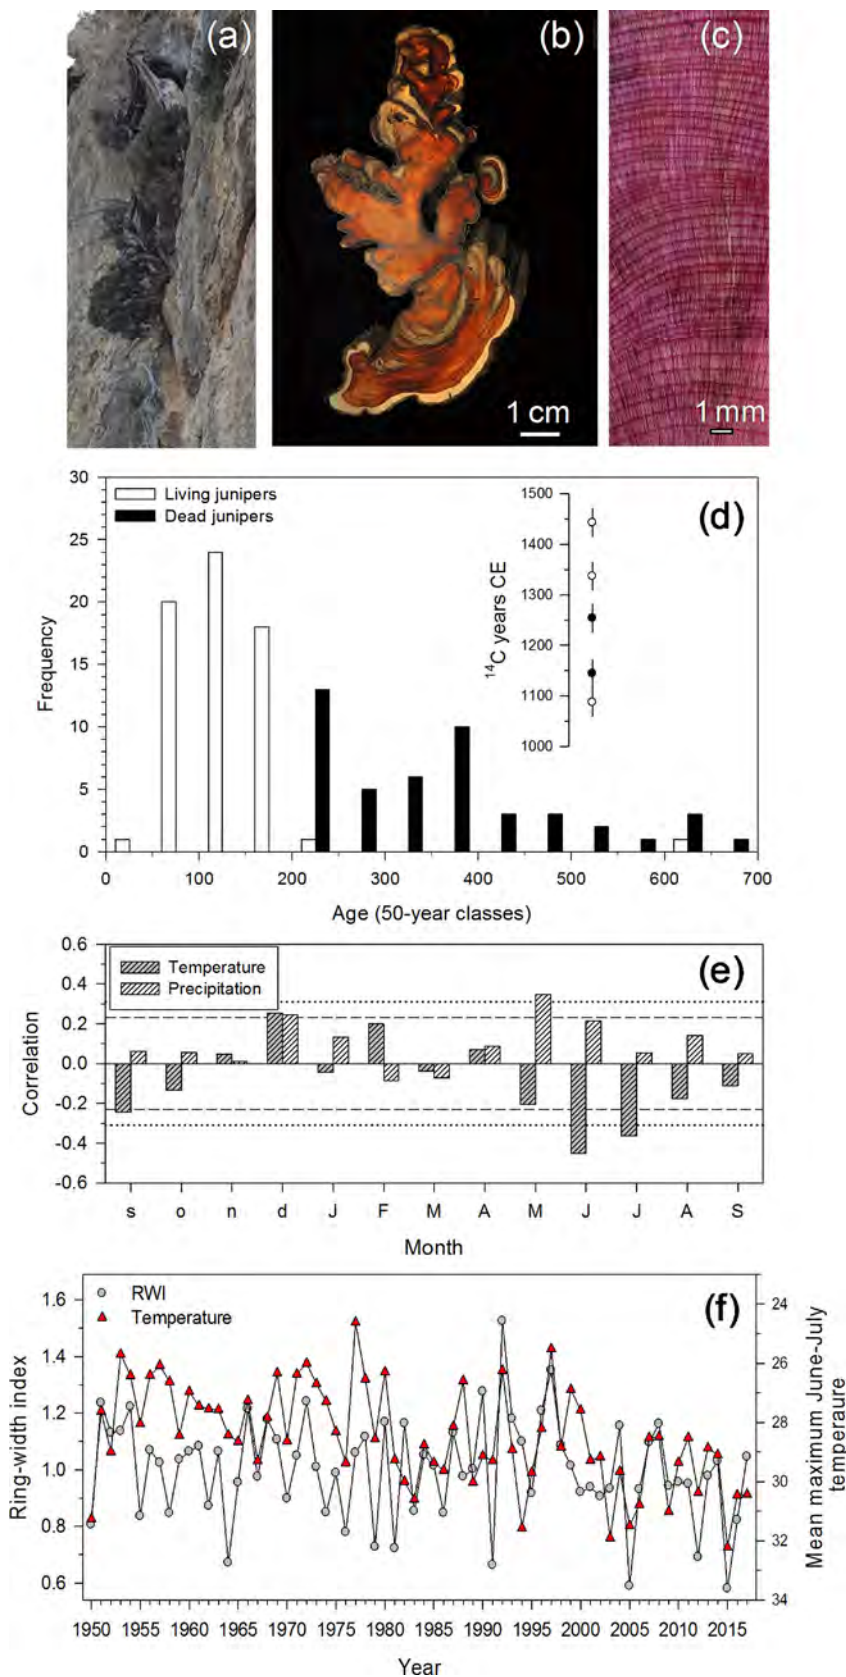 (a) (b) (c)
1 cm
1 mm
30
25
20
15
10
5
0
Frequency
Living junipers
Dead junipers
(d)
1500
1400
1300
1200
1100
1000
14C years CE
0 100 200 300 400 500 600 700
Age (50-year classes)
0.6
0.4
0.2
0.0
-0.2
-0.4
-0.6
Correlation
Temperature
Precipitation
(e)
s o n d J F M A M J J A S
Month
1.6
1.4
1.2
1.0
0.8
0.6
Ring-width index
RWI
Temperature
(f)
24
26
28
30
32
34
Mean maximum June-July
temperaure
1950 1955 1960 1965 1970 1975 1980 1985 1990 1995 2000 2005 2010 2015
Year